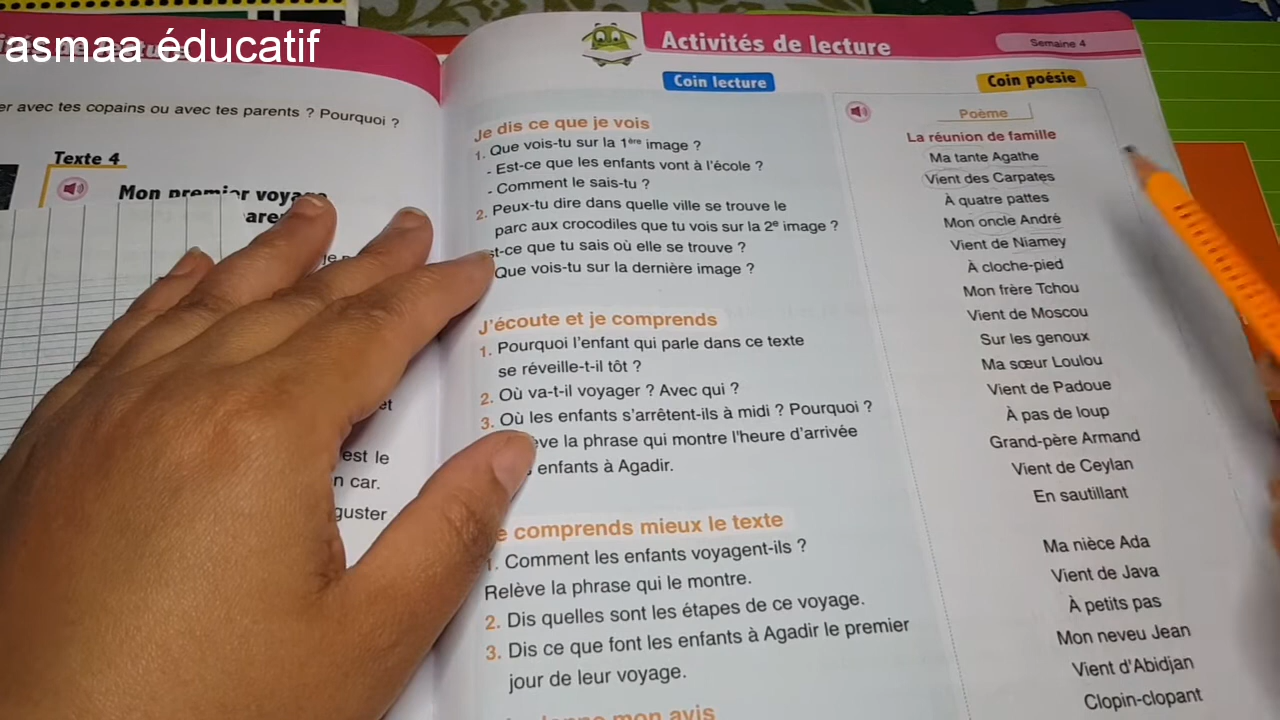 asmaa éducatif
er avec tes copains ou avec tes parents ? Pourquoi ?
Texte 4
Mon premier
est le
n car.
guster
Activités de lecture
Semaine 4
Coin lecture
Je dis ce que je vois
1. Que vois-tu sur la 1ère image ?
- Est-ce que les enfants vont à l'école ?
- Comment le sais-tu ?
2. Peux-tu dire dans quelle ville se trouve le
parc aux crocodiles que tu vois sur la 2e image ?
st-ce que tu sais où elle se trouve ?
Que vois-tu sur la dernière image ?
J'écoute et je comprends
1. Pourquoi l'enfant qui parle dans ce texte
se réveille-t-il tôt ?
2. Où va-t-il voyager ? Avec qui ?
3. Où les enfants s'arrêtent-ils à midi ? Pourquoi ?
ève la phrase qui montre l'heure d'arrivée
enfants à Agadir.
e comprends mieux le texte
1. Comment les enfants voyagent-ils ?
Relève la phrase qui le montre.
2. Dis quelles sont les étapes de ce voyage.
3. Dis ce que font les enfants à Agadir le premier
jour de leur voyage.
mon avis
Coin poésie
Poème
La réunion de famille
Ma tante Agathe
Vient des Carpates
À quatre pattes
Mon oncle André
Vient de Niamey
À cloche-pied
Mon frère Tchou
Vient de Moscou
Sur les genoux
Ma sœur Loulou
Vient de Padoue
À pas de loup
Grand-père Armand
Vient de Ceylan
En sautillant
Ma nièce Ada
Vient de Java
À petits pas
Mon neveu Jean
Vient d'Abidjan
Clopin-clopant